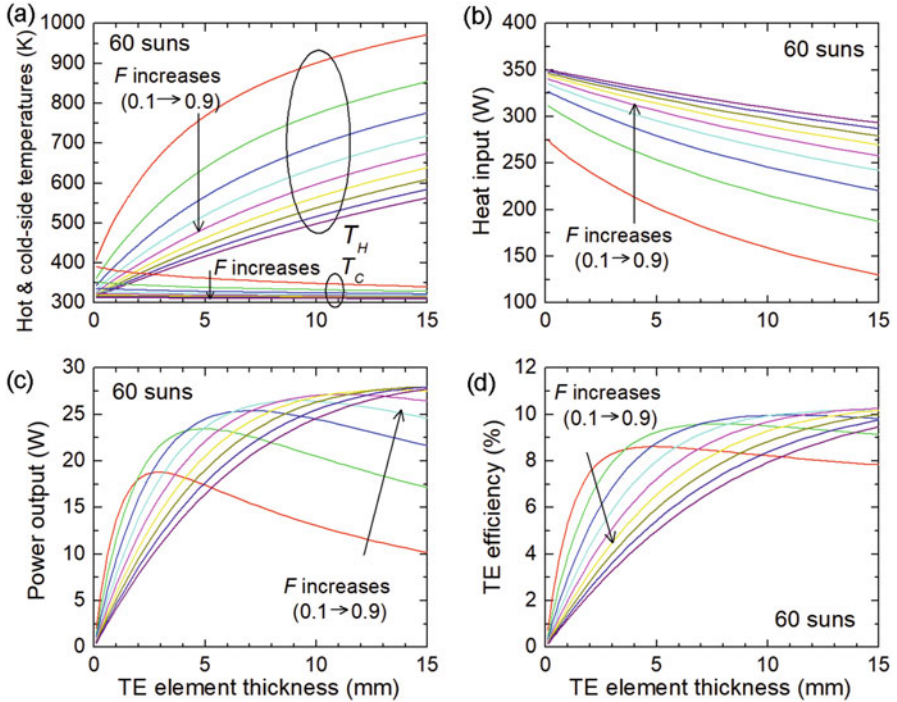 (a)
60 suns
F increases
(0.1→0.9)
T_H
F increases
T_C
Hot & cold-side temperatures (K)
1000
900
800
700
600
500
400
300
0
5
10
15
(b)
60 suns
F increases
(0.1→0.9)
Heat input (W)
400
350
300
250
200
150
100
0
5
10
15
(c)
60 suns
F increases
(0.1→0.9)
Power output (W)
30
25
20
15
10
5
0
0
5
10
15
TE element thickness (mm)
(d)
F increases
(0.1→0.9)
60 suns
TE efficiency (%)
12
10
8
6
4
2
0
0
5
10
15
TE element thickness (mm)